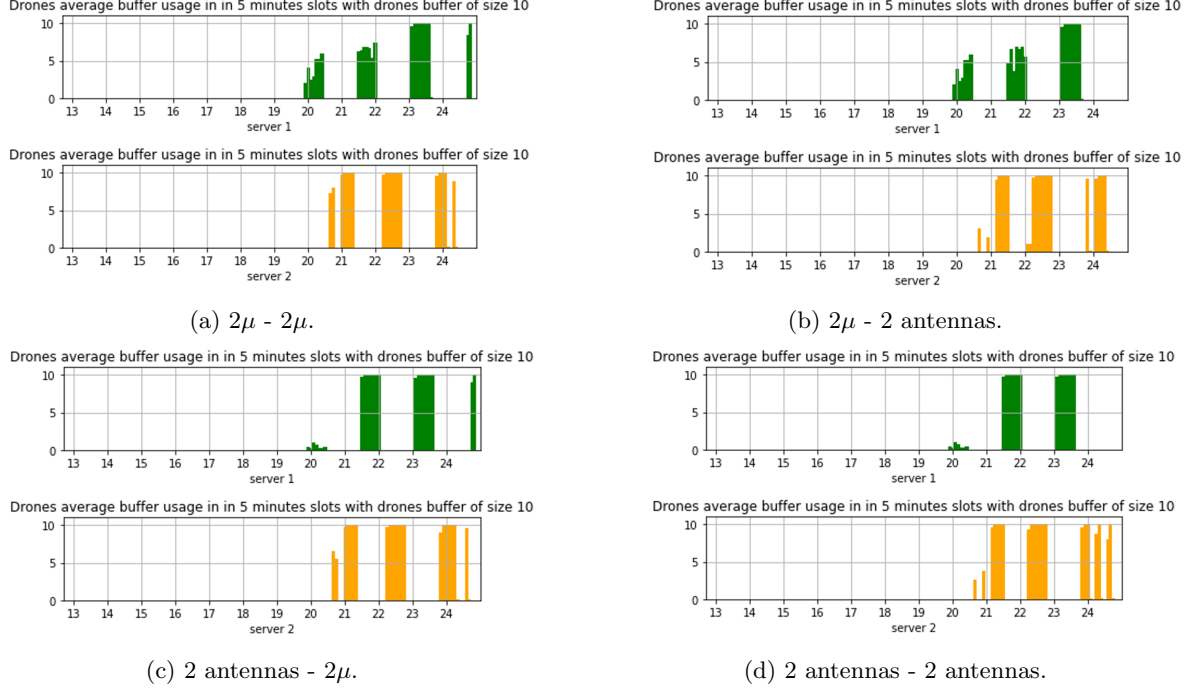 Drones average buffer usage in in 5 minutes slots with drones buffer of size 10
10
5
0
13 14 15 16 17 18 19 20 21 22 23 24
server 1
Drones average buffer usage in in 5 minutes slots with drones buffer of size 10
10
5
0
13 14 15 16 17 18 19 20 21 22 23 24
server 2
(a) 2μ - 2μ.
Drones average buffer usage in in 5 minutes slots with drones buffer of size 10
10
5
0
13 14 15 16 17 18 19 20 21 22 23 24
server 1
Drones average buffer usage in in 5 minutes slots with drones buffer of size 10
10
5
0
13 14 15 16 17 18 19 20 21 22 23 24
server 2
(b) 2μ - 2 antennas.
Drones average buffer usage in in 5 minutes slots with drones buffer of size 10
10
5
0
13 14 15 16 17 18 19 20 21 22 23 24
server 1
Drones average buffer usage in in 5 minutes slots with drones buffer of size 10
10
5
0
13 14 15 16 17 18 19 20 21 22 23 24
server 2
(c) 2 antennas - 2μ.
Drones average buffer usage in in 5 minutes slots with drones buffer of size 10
10
5
0
13 14 15 16 17 18 19 20 21 22 23 24
server 1
Drones average buffer usage in in 5 minutes slots with drones buffer of size 10
10
5
0
13 14 15 16 17 18 19 20 21 22 23 24
server 2
(d) 2 antennas - 2 antennas.